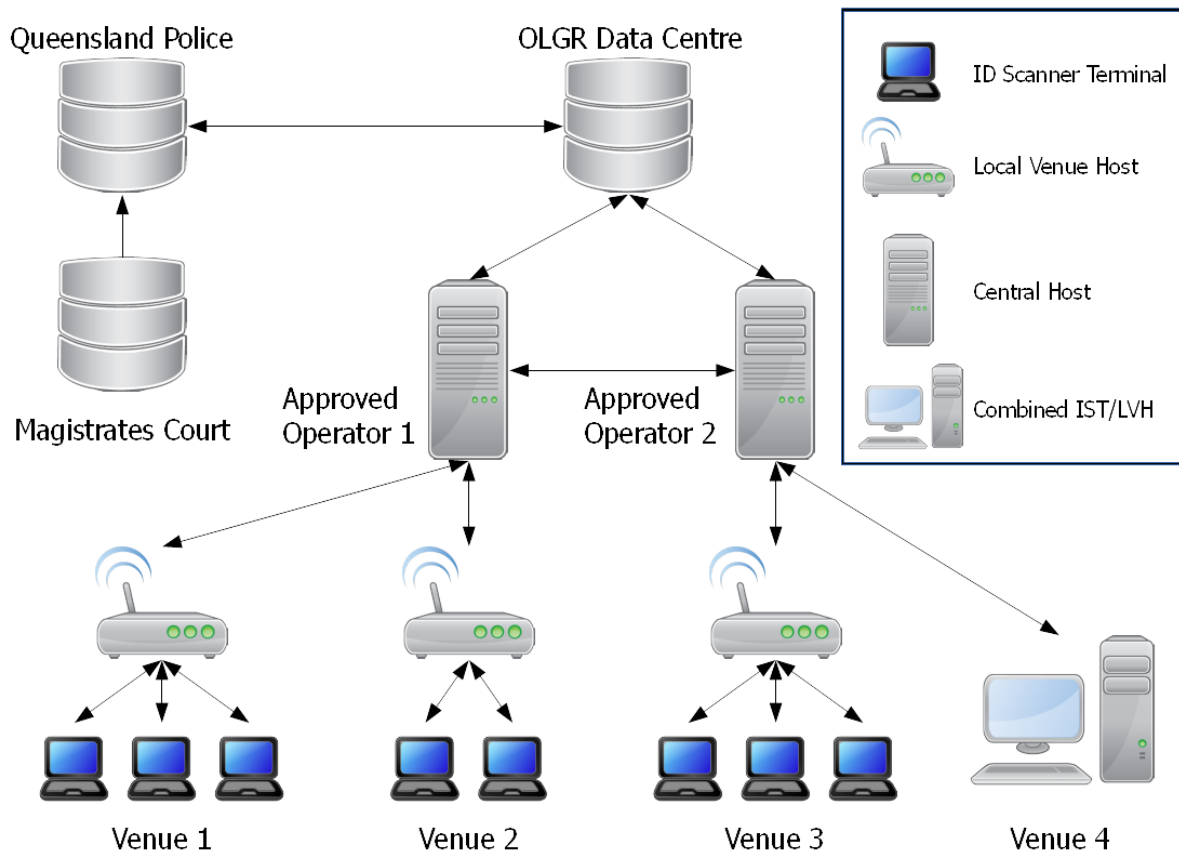 Queensland Police
OLGR Data Centre
ID Scanner Terminal
Local Venue Host
Central Host
Combined IST/LVH
Magistrates Court
Approved
Operator 1
Approved
Operator 2
Venue 1
Venue 2
Venue 3
Venue 4